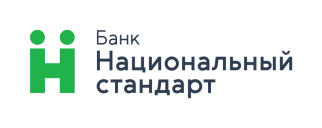 Банк
Национальный
стандарт